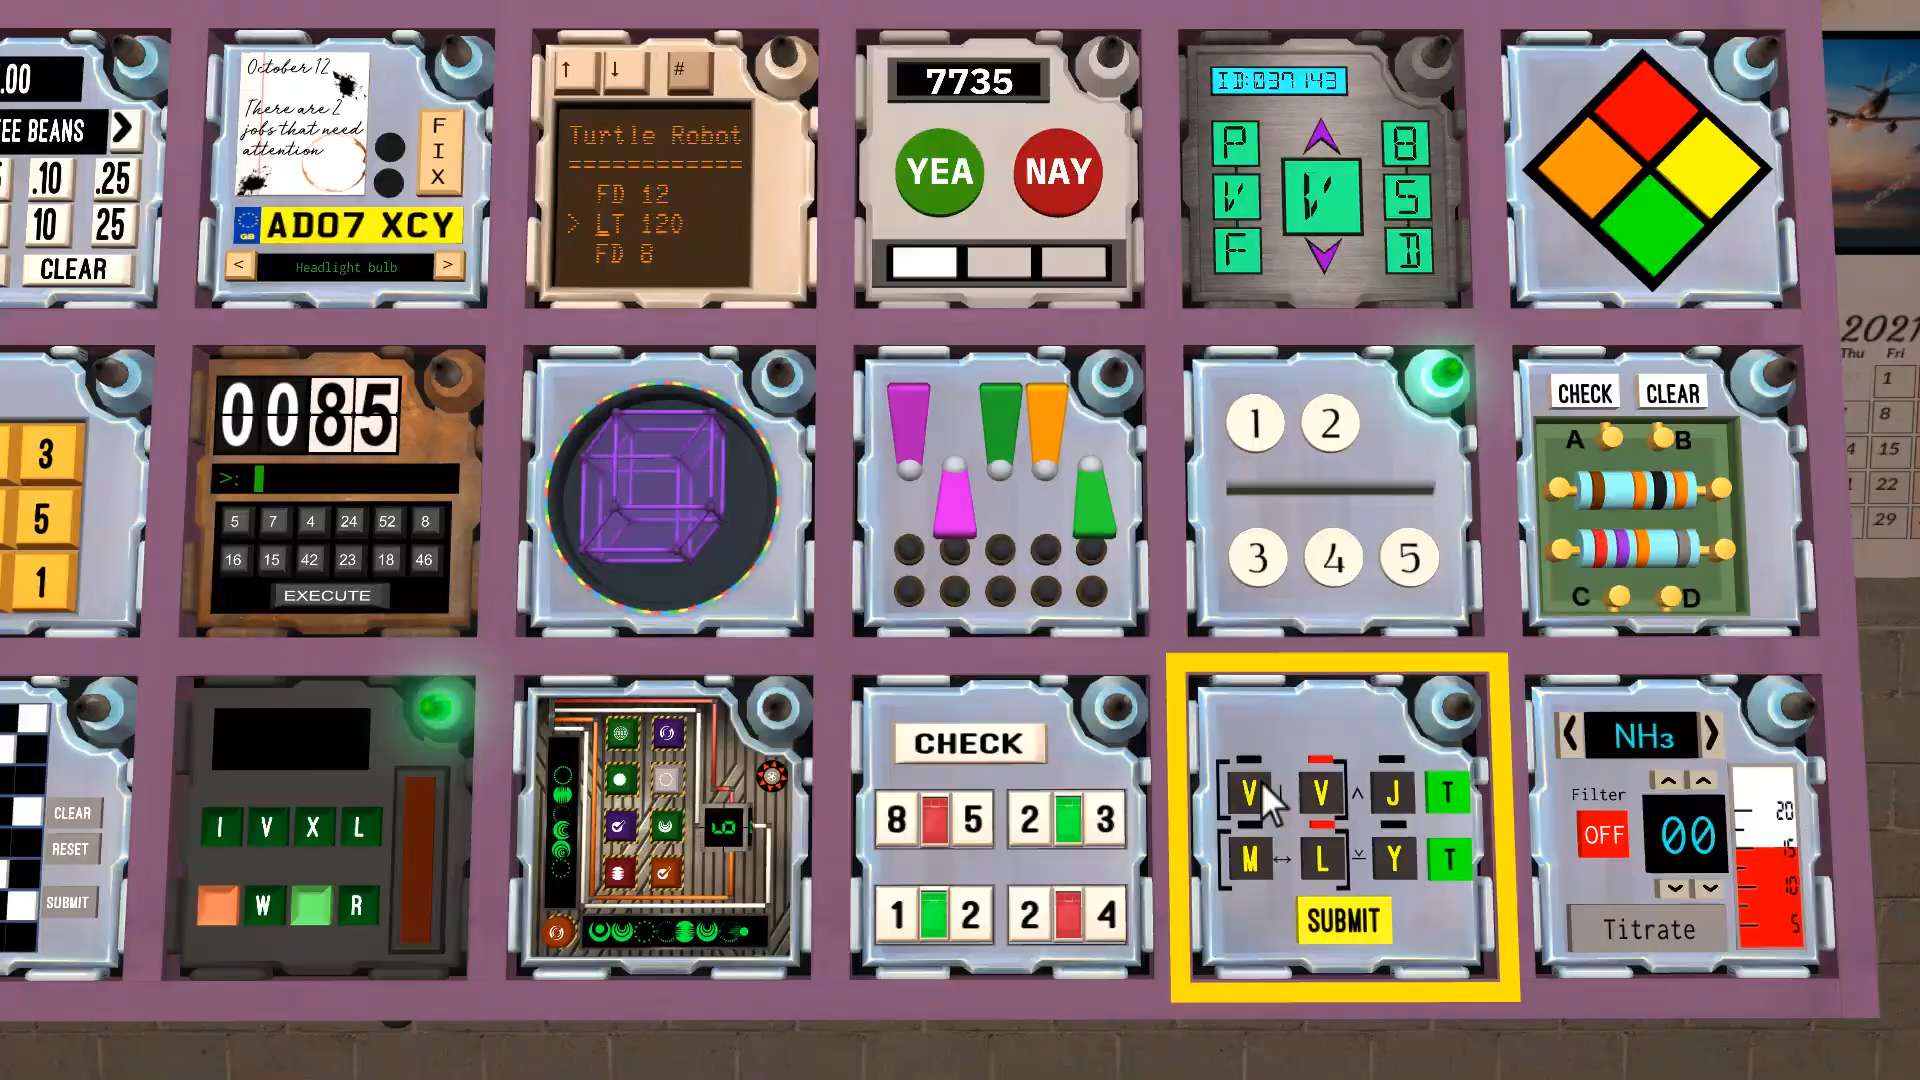 .00
EE BEANS >
.10 .25
10 25
CLEAR
October 12
There are 2
jobs that need
attention
F
I
X
GB AD07 XCY
< Headlight bulb >
↑ ↓ #
Turtle Robot
============
FD 12
> LT 120
FD 8
7735
YEA NAY
ID:037143
P 8
V V S
F D
2021
Thu Fri
1
8
15
22
29
3
5
1
0085
>:
5 7 4 24 52 8
16 15 42 23 18 46
EXECUTE
1 2
3 4 5
CHECK CLEAR
A B
C D
CLEAR
RESET
SUBMIT
I V X L
W R
CHECK
8 5 2 3
1 2 2 4
[V V] ^ J T
[M ↔ L] ⊻ Y T
SUBMIT
< NH₃ >
Filter
OFF
00
20
15
10
5
Titrate